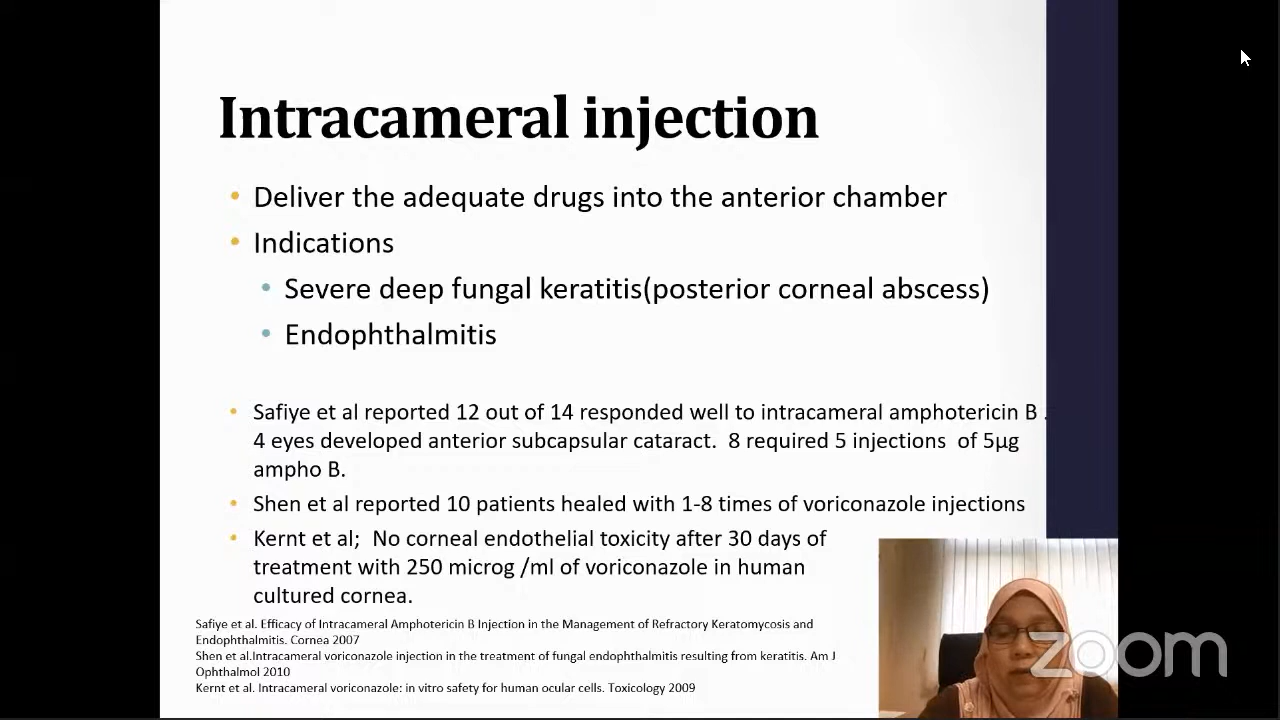 Intracameral injection
• Deliver the adequate drugs into the anterior chamber
• Indications
• Severe deep fungal keratitis(posterior corneal abscess)
• Endophthalmitis
• Safiye et al reported 12 out of 14 responded well to intracameral amphotericin B .
4 eyes developed anterior subcapsular cataract.  8 required 5 injections  of 5µg
ampho B.
• Shen et al reported 10 patients healed with 1-8 times of voriconazole injections
• Kernt et al;  No corneal endothelial toxicity after 30 days of
treatment with 250 microg /ml of voriconazole in human
cultured cornea.
Safiye et al. Efficacy of Intracameral Amphotericin B Injection in the Management of Refractory Keratomycosis and
Endophthalmitis. Cornea 2007
Shen et al.Intracameral voriconazole injection in the treatment of fungal endophthalmitis resulting from keratitis. Am J
Ophthalmol 2010
Kernt et al. Intracameral voriconazole: in vitro safety for human ocular cells. Toxicology 2009
zoom